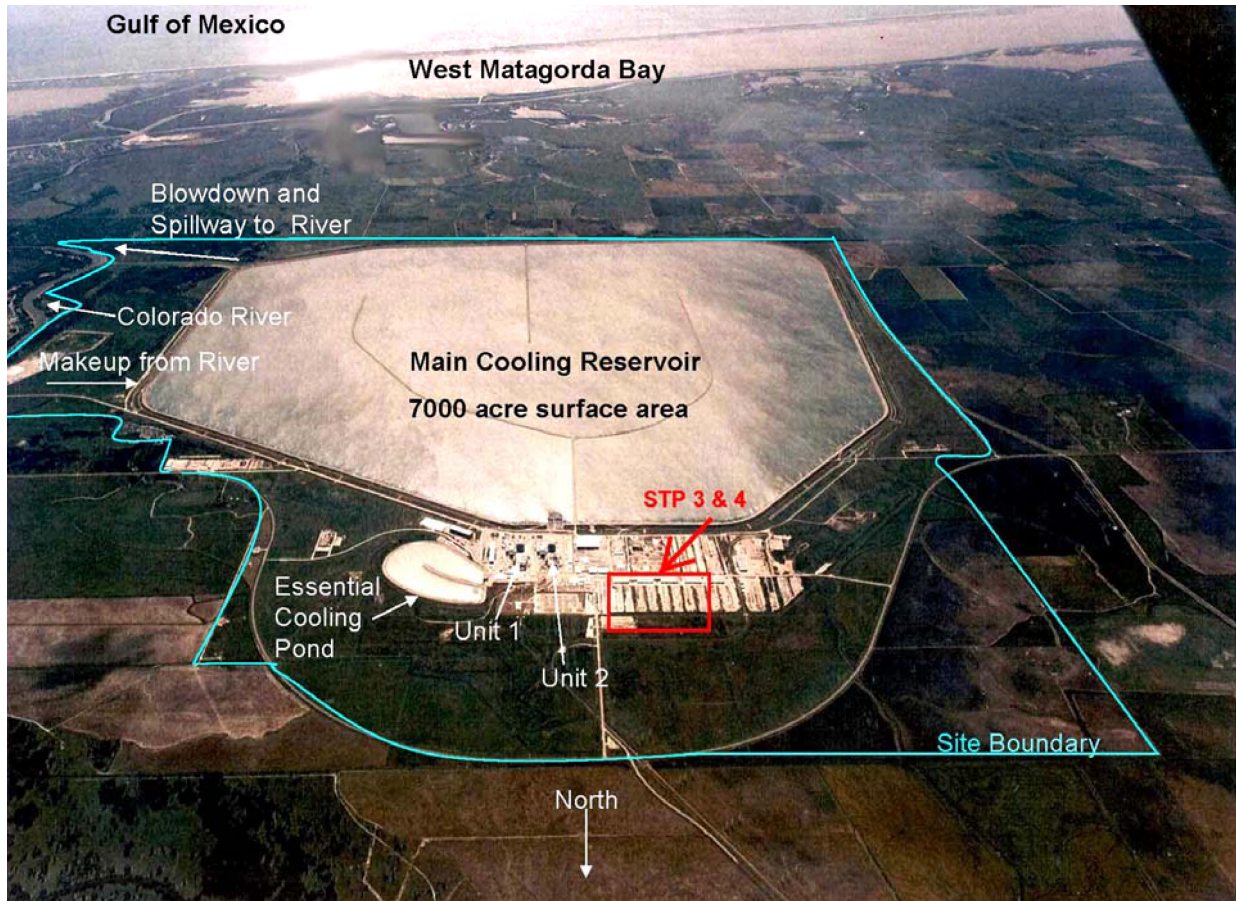 Gulf of Mexico
West Matagorda Bay
Blowdown and
Spillway to  River
Colorado River
Makeup from River
Main Cooling Reservoir
7000 acre surface area
STP 3 & 4
Essential
Cooling
Pond
Unit 1
Unit 2
Site Boundary
North